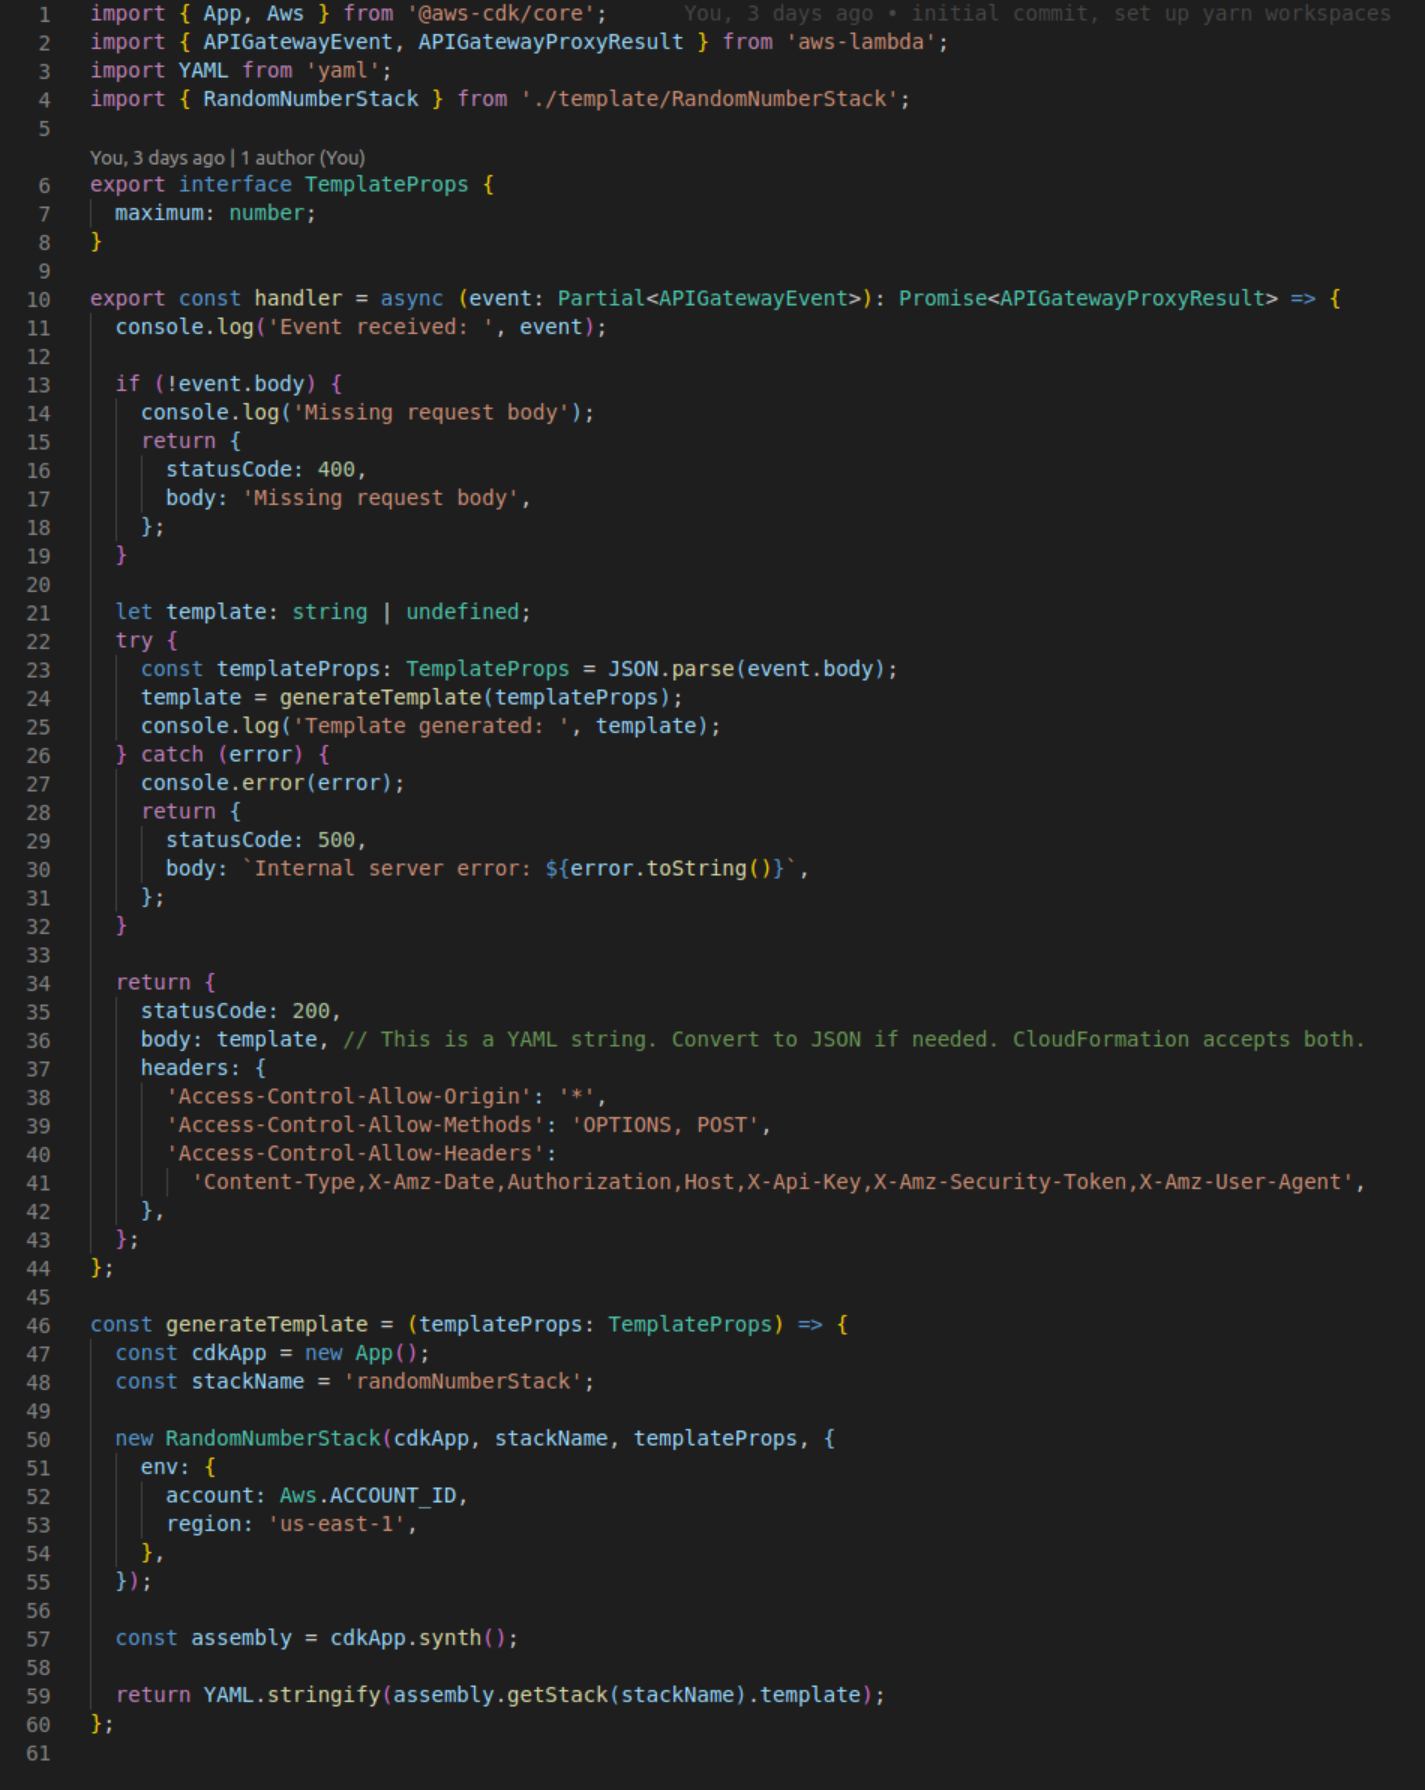 1 import { App, Aws } from '@aws-cdk/core'; You, 3 days ago • initial commit, set up yarn workspaces
2 import { APIGatewayEvent, APIGatewayProxyResult } from 'aws-lambda';
3 import YAML from 'yaml';
4 import { RandomNumberStack } from './template/RandomNumberStack';
5
You, 3 days ago | 1 author (You)
6 export interface TemplateProps {
7   maximum: number;
8 }
9
10 export const handler = async (event: Partial<APIGatewayEvent>): Promise<APIGatewayProxyResult> => {
11   console.log('Event received: ', event);
12
13   if (!event.body) {
14     console.log('Missing request body');
15     return {
16       statusCode: 400,
17       body: 'Missing request body',
18     };
19   }
20
21   let template: string | undefined;
22   try {
23     const templateProps: TemplateProps = JSON.parse(event.body);
24     template = generateTemplate(templateProps);
25     console.log('Template generated: ', template);
26   } catch (error) {
27     console.error(error);
28     return {
29       statusCode: 500,
30       body: `Internal server error: ${error.toString()}`,
31     };
32   }
33
34   return {
35     statusCode: 200,
36     body: template, // This is a YAML string. Convert to JSON if needed. CloudFormation accepts both.
37     headers: {
38       'Access-Control-Allow-Origin': '*',
39       'Access-Control-Allow-Methods': 'OPTIONS, POST',
40       'Access-Control-Allow-Headers':
41         'Content-Type,X-Amz-Date,Authorization,Host,X-Api-Key,X-Amz-Security-Token,X-Amz-User-Agent',
42     },
43   };
44 };
45
46 const generateTemplate = (templateProps: TemplateProps) => {
47   const cdkApp = new App();
48   const stackName = 'randomNumberStack';
49
50   new RandomNumberStack(cdkApp, stackName, templateProps, {
51     env: {
52       account: Aws.ACCOUNT_ID,
53       region: 'us-east-1',
54     },
55   });
56
57   const assembly = cdkApp.synth();
58
59   return YAML.stringify(assembly.getStack(stackName).template);
60 };
61